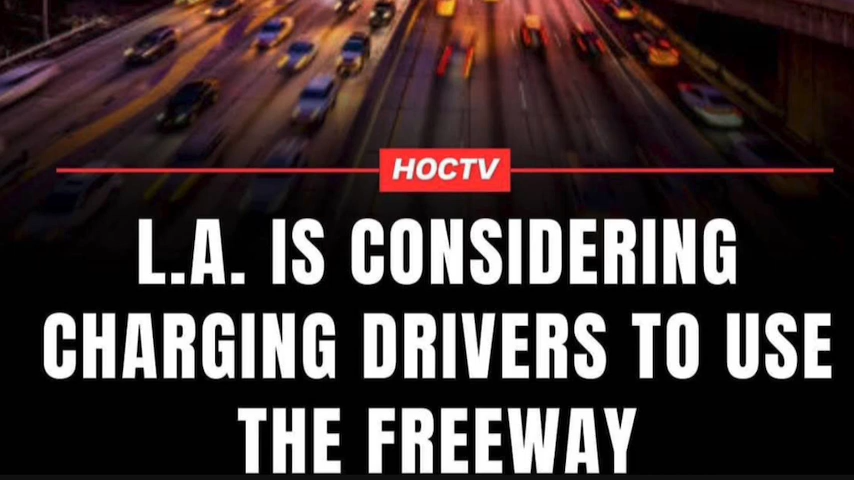 HOCTV
L.A. IS CONSIDERING
CHARGING DRIVERS TO USE
THE FREEWAY